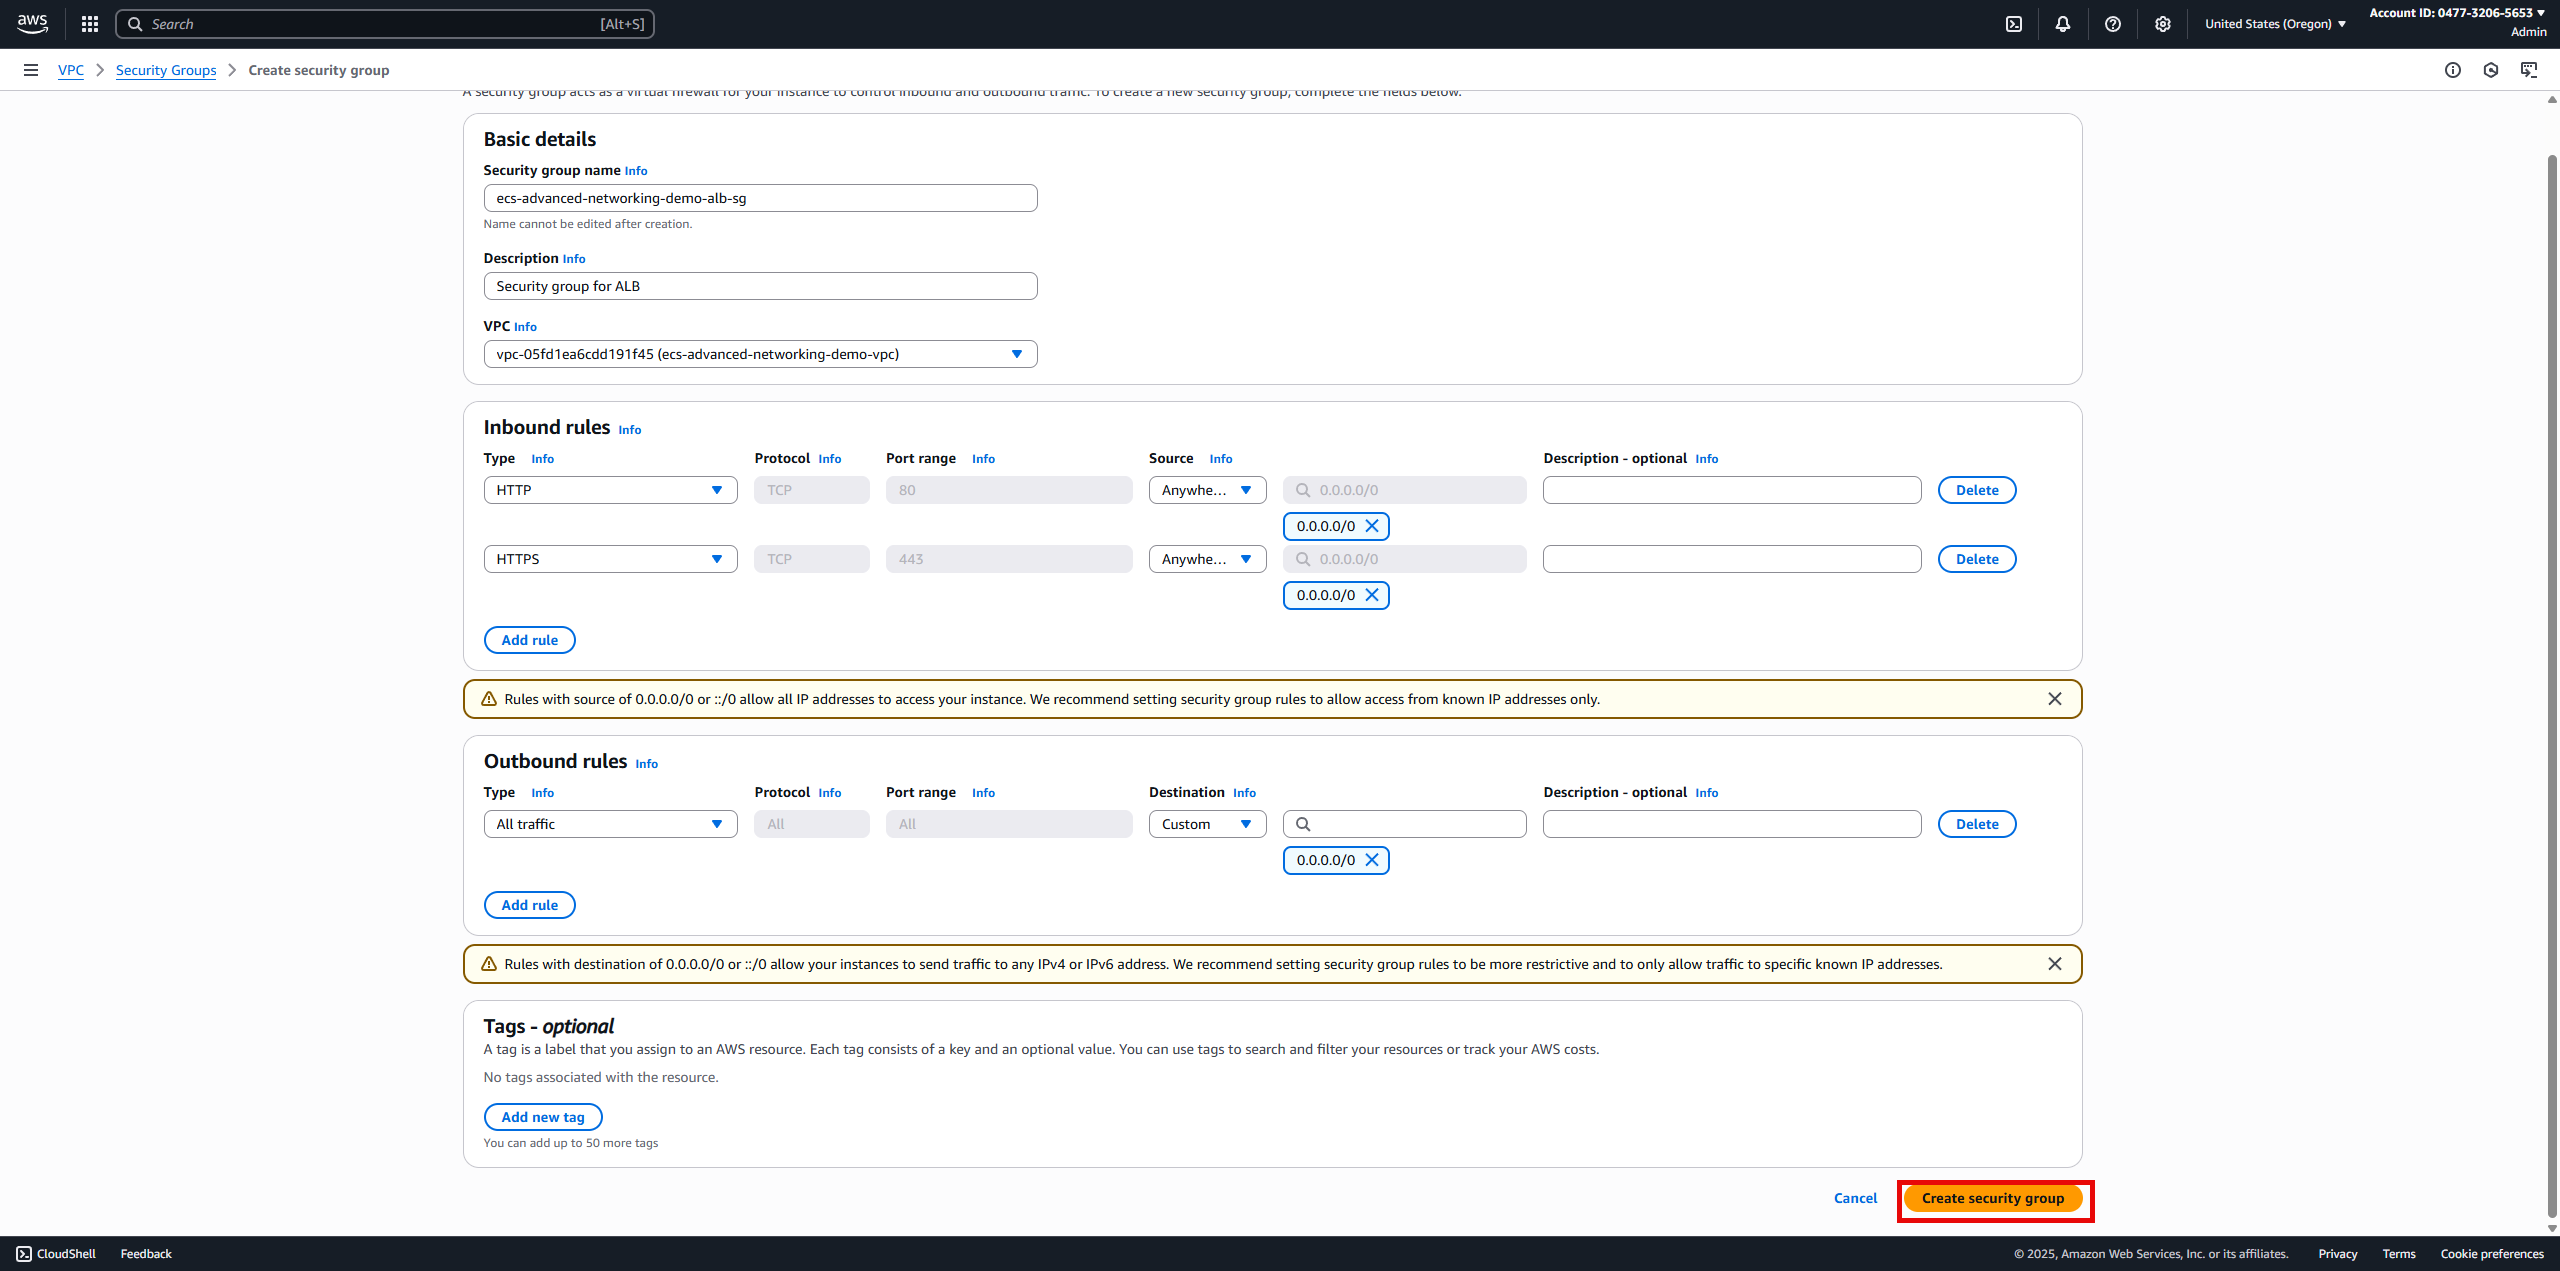 aws
Search [Alt+S]
United States (Oregon)
Account ID: 0477-3206-5653
Admin
VPC Security Groups Create security group
A security group acts as a virtual firewall for your instance to control inbound and outbound traffic. To create a new security group, complete the fields below.
Basic details
Security group name Info
ecs-advanced-networking-demo-alb-sg
Name cannot be edited after creation.
Description Info
Security group for ALB
VPC Info
vpc-05fd1ea6cdd191f45 (ecs-advanced-networking-demo-vpc)
Inbound rules Info
Type Info Protocol Info Port range Info Source Info Description - optional Info
HTTP TCP 80 Anywhe... 0.0.0.0/0 Delete
0.0.0.0/0
HTTPS TCP 443 Anywhe... 0.0.0.0/0 Delete
0.0.0.0/0
Add rule
Rules with source of 0.0.0.0/0 or ::/0 allow all IP addresses to access your instance. We recommend setting security group rules to allow access from known IP addresses only.
Outbound rules Info
Type Info Protocol Info Port range Info Destination Info Description - optional Info
All traffic All All Custom Delete
0.0.0.0/0
Add rule
Rules with destination of 0.0.0.0/0 or ::/0 allow your instances to send traffic to any IPv4 or IPv6 address. We recommend setting security group rules to be more restrictive and to only allow traffic to specific known IP addresses.
Tags - optional
A tag is a label that you assign to an AWS resource. Each tag consists of a key and an optional value. You can use tags to search and filter your resources or track your AWS costs.
No tags associated with the resource.
Add new tag
You can add up to 50 more tags
Cancel Create security group
CloudShell Feedback © 2025, Amazon Web Services, Inc. or its affiliates. Privacy Terms Cookie preferences